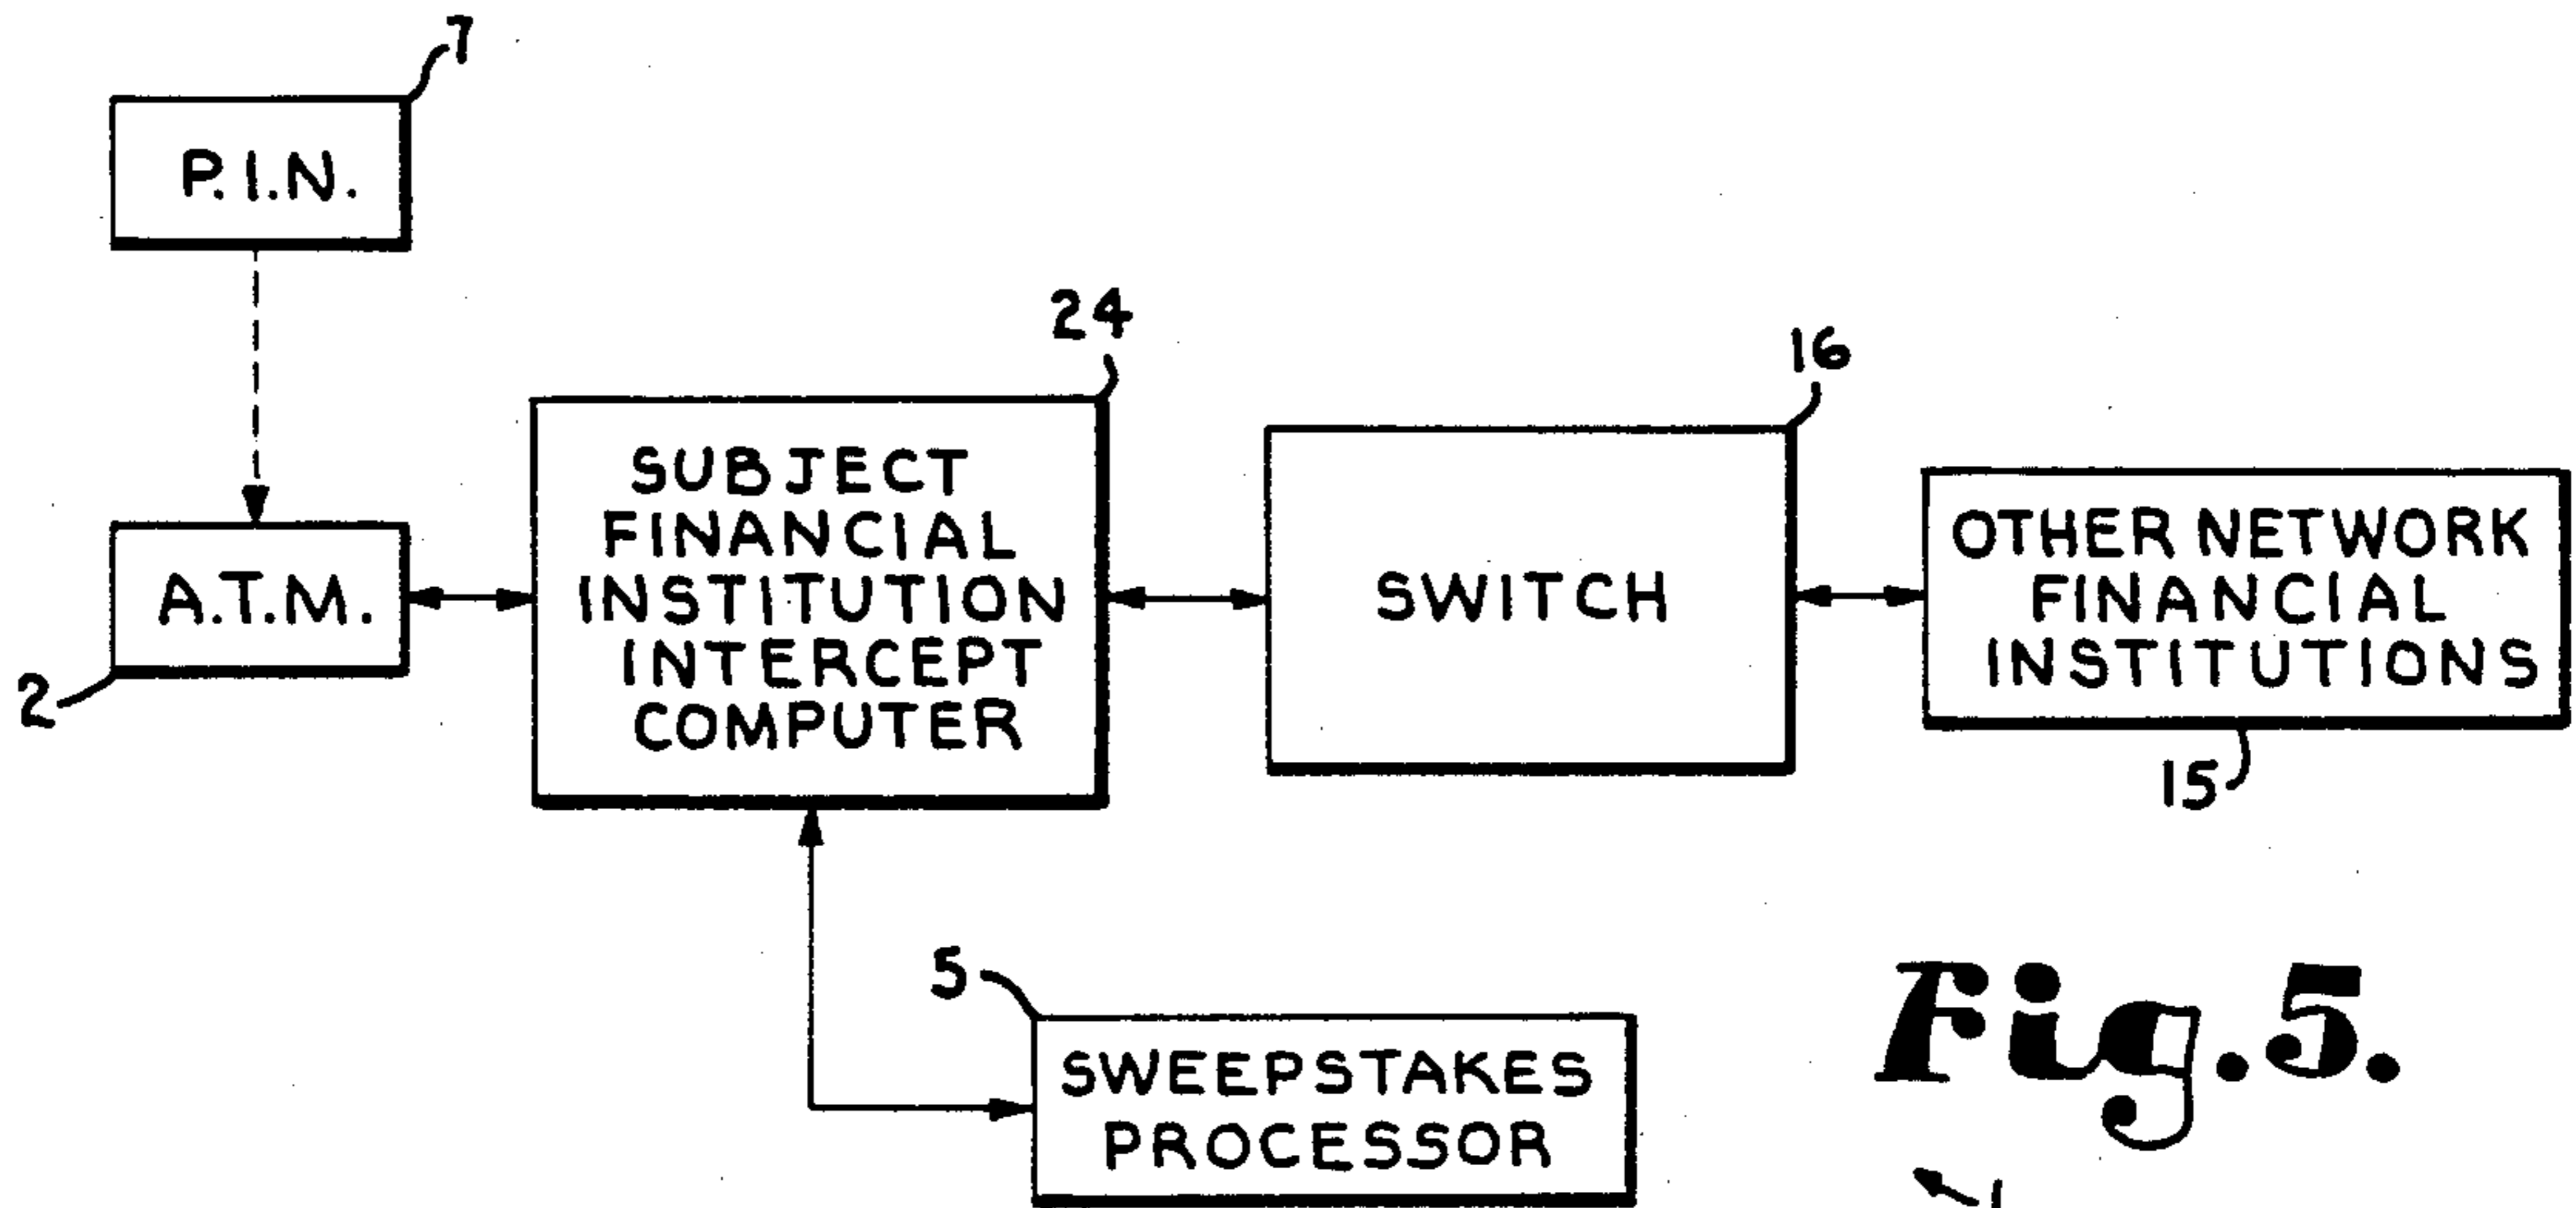 7
P.I.N.
24
16
SUBJECT
FINANCIAL
INSTITUTION
INTERCEPT
COMPUTER
SWITCH
OTHER NETWORK
FINANCIAL
INSTITUTIONS
A.T.M.
2
15
5
SWEEPSTAKES
PROCESSOR
Fig.5.
1